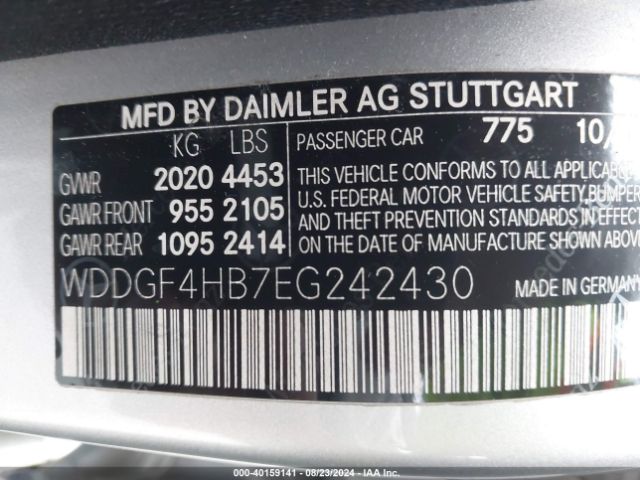 MFD BY DAIMLER AG STUTTGART
KG LBS
GVWR 2020 4453
GAWR FRONT 955 2105
GAWR REAR 1095 2414
PASSENGER CAR 775 10/
THIS VEHICLE CONFORMS TO ALL APPLICABLE
U.S. FEDERAL MOTOR VEHICLE SAFETY, BUMPER
AND THEFT PREVENTION STANDARDS IN EFFECT
ON THE DATE OF MANUFACTURE SHOWN ABOVE
WDDGF4HB7EG242430
MADE IN GERMANY
000-40159141 - 08/23/2024 - IAA Inc.